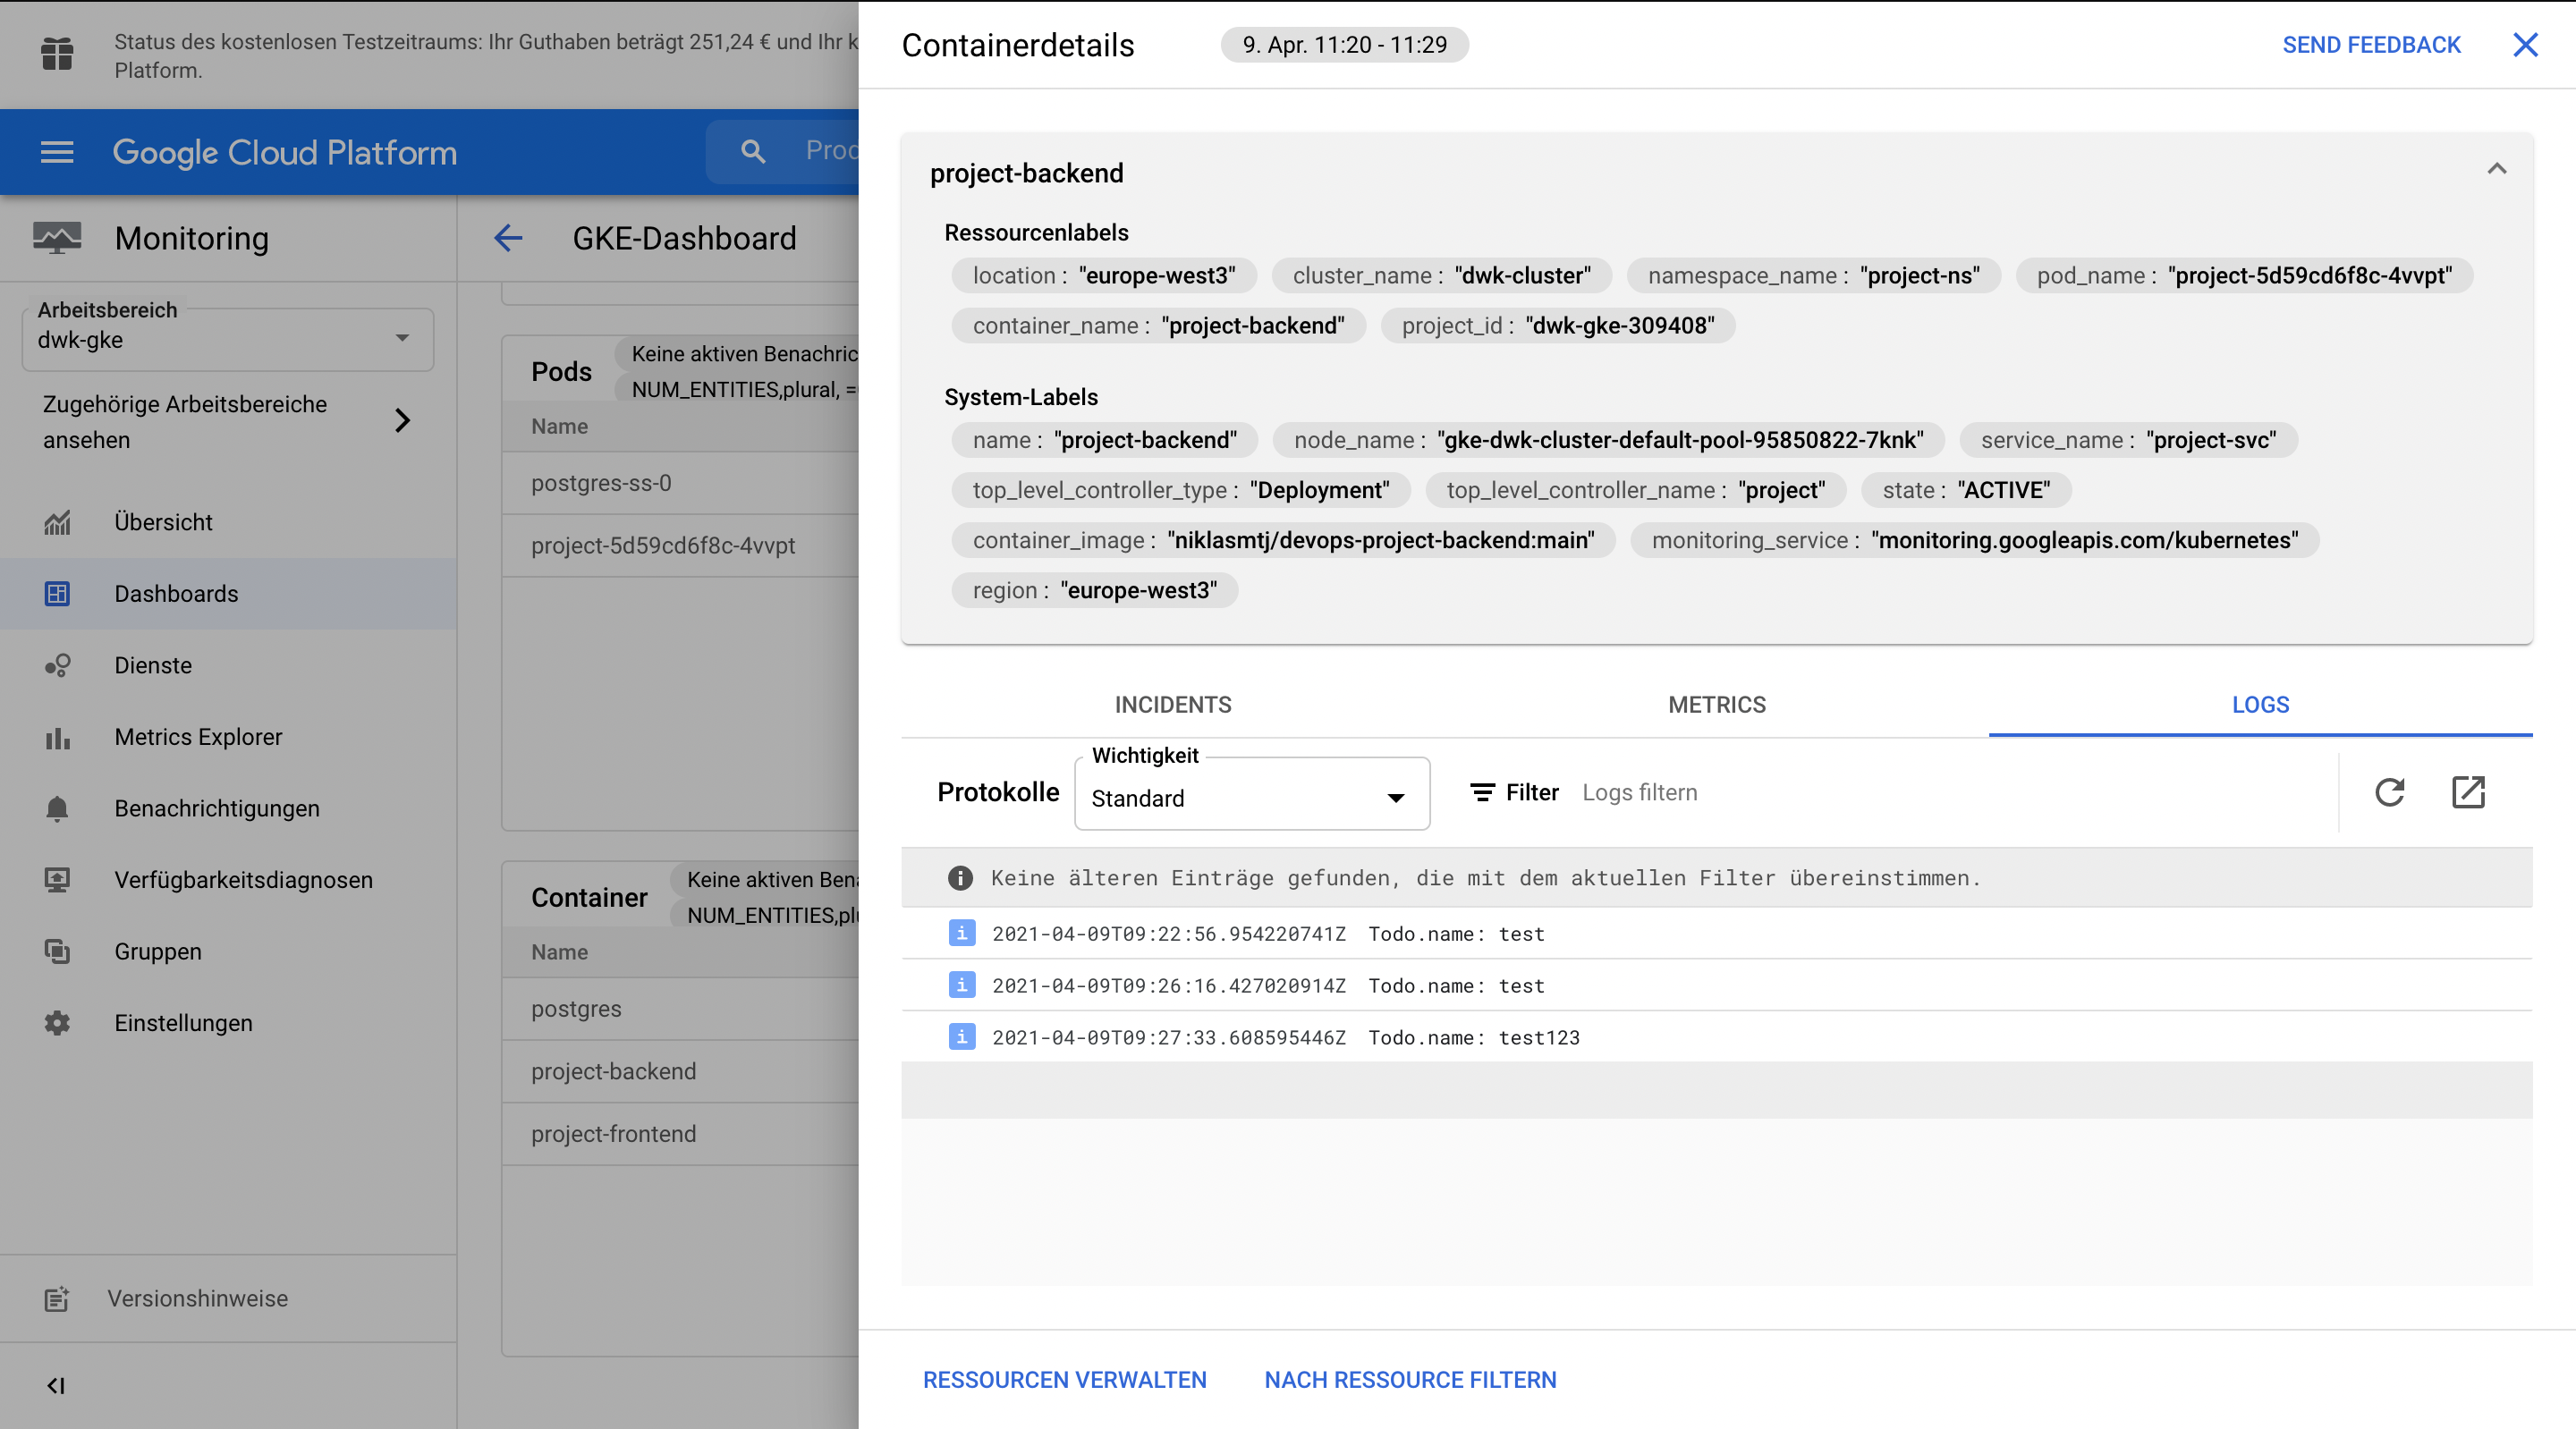 Status des kostenlosen Testzeitraums: Ihr Guthaben beträgt 251,24 € und Ihr
Platform.
Google Cloud Platform
Monitoring
GKE-Dashboard
Arbeitsbereich
dwk-gke
Zugehörige Arbeitsbereiche
ansehen
Übersicht
Dashboards
Dienste
Metrics Explorer
Benachrichtigungen
Verfügbarkeitsdiagnosen
Gruppen
Einstellungen
Versionshinweise
Pods
Keine aktiven
NUM_ENTITIES,plural, =
Name
postgres-ss-0
project-5d59cd6f8c-4vvpt
Container
Keine aktiven
Name
postgres
project-backend
project-frontend
Containerdetails
9. Apr. 11:20 - 11:29
SEND FEEDBACK
project-backend
Ressourcenlabels
location : "europe-west3" cluster_name : "dwk-cluster" namespace_name : "project-ns" pod_name : "project-5d59cd6f8c-4vvpt"
container_name : "project-backend" project_id : "dwk-gke-309408"
System-Labels
name : "project-backend" node_name : "gke-dwk-cluster-default-pool-95850822-7knk" service_name : "project-svc"
top_level_controller_type : "Deployment" top_level_controller_name : "project" state : "ACTIVE"
container_image : "niklasmtj/devops-project-backend:main" monitoring_service : "monitoring.googleapis.com/kubernetes"
region : "europe-west3"
INCIDENTS METRICS LOGS
Protokolle
Wichtigkeit
Standard
Filter Logs filtern
Keine älteren Einträge gefunden, die mit dem aktuellen Filter übereinstimmen.
i 2021-04-09T09:22:56.954220741Z Todo.name: test
i 2021-04-09T09:26:16.427020914Z Todo.name: test
i 2021-04-09T09:27:33.608595446Z Todo.name: test123
RESSOURCEN VERWALTEN NACH RESSOURCE FILTERN